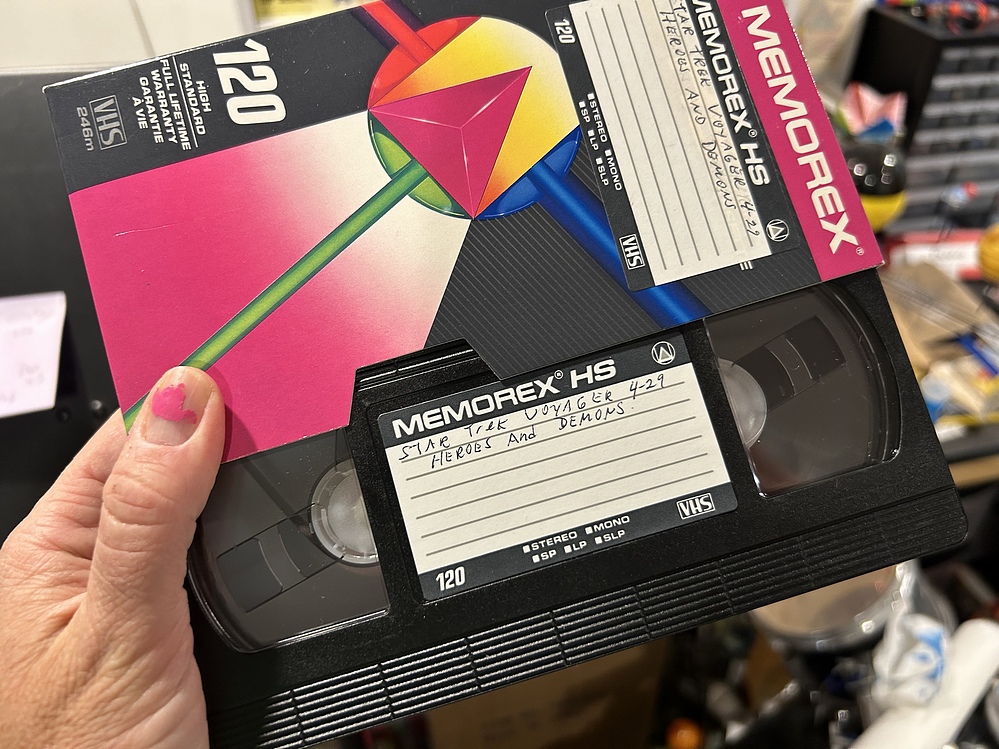 120
HIGH
STANDARD
FULL LIFETIME
WARRANTY
GARANTIE
À VIE
VHS
246m
MEMOREX®
MEMOREX® HS
STAR TREK VOYAGER 4-29
HEROES AND DEMONS
120
STEREO MONO
SP LP SLP
VHS
MEMOREX® HS
STAR TreK VOYAGER 4-29
HEROES And DEMONS.
STEREO MONO
SP LP SLP
VHS
120